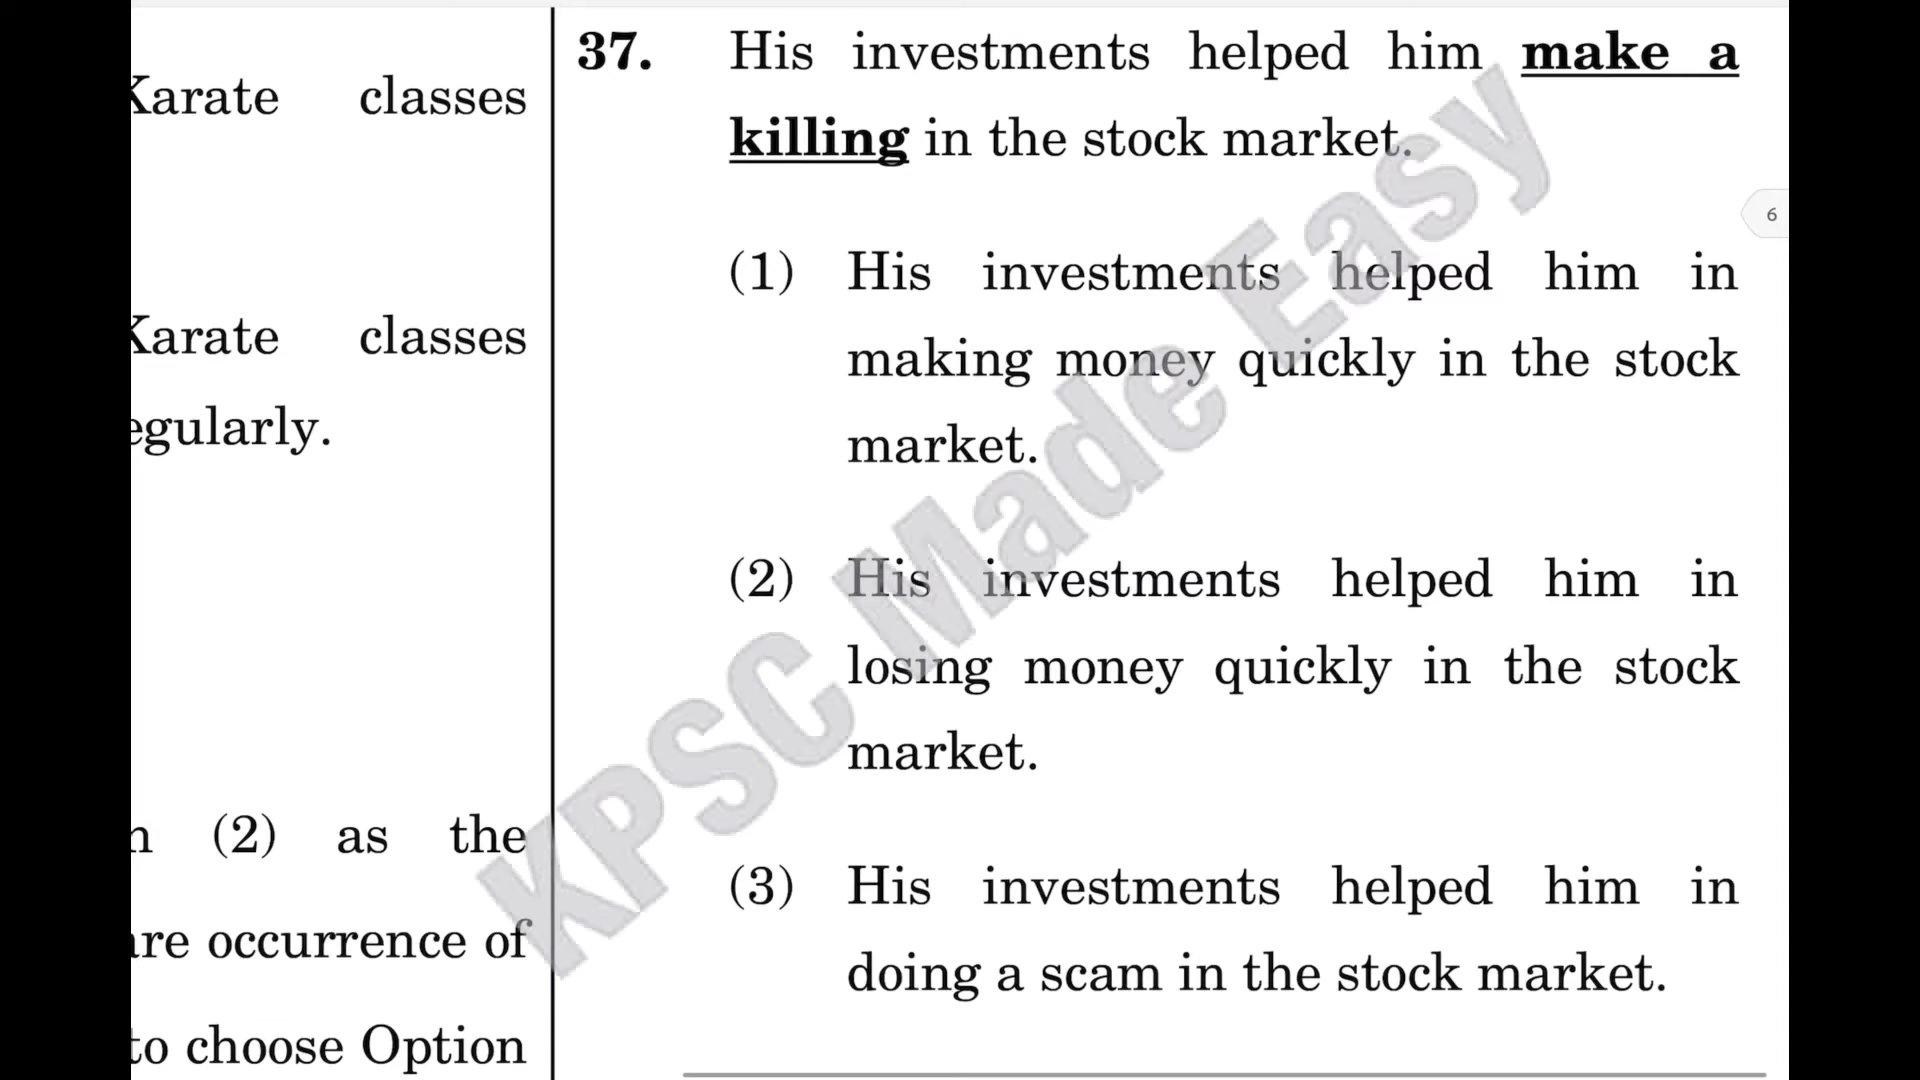 Karate classes
Karate classes
egularly.
(2) as the
occurrence of
to choose Option
37. His investments helped him make a
killing in the stock market.
(1) His investments helped him in
making money quickly in the stock
market.
(2) His investments helped him in
losing money quickly in the stock
market.
(3) His investments helped him in
doing a scam in the stock market.
6
KPSC Made Easy